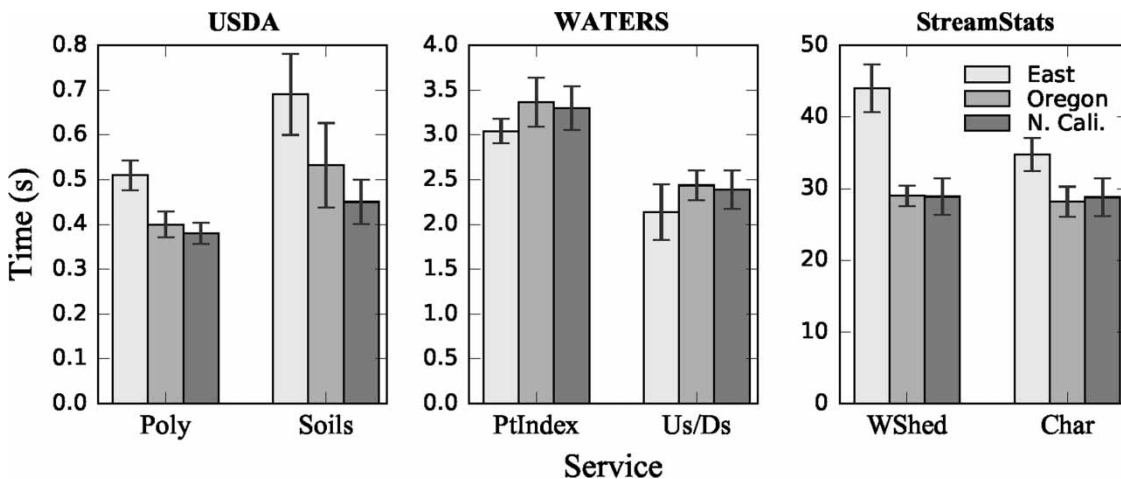 USDA
WATERS
StreamStats
0.8
0.7
0.6
0.5
0.4
0.3
0.2
0.1
0.0
4.0
3.5
3.0
2.5
2.0
1.5
1.0
0.5
0.0
50
40
30
20
10
0
East
Oregon
N. Cali.
Time (s)
Poly Soils
PtIndex Us/Ds
WShed Char
Service